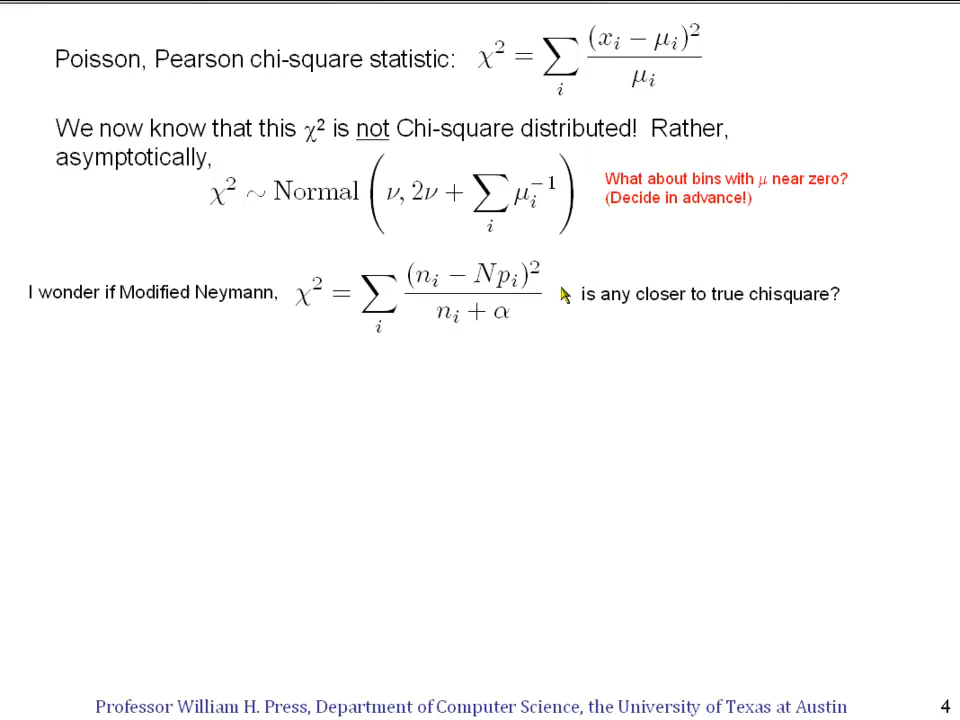 Poisson, Pearson chi-square statistic: χ² = ∑_i (x_i − μ_i)² / μ_i
We now know that this χ² is not Chi-square distributed! Rather,
asymptotically,
χ² ∼ Normal(ν, 2ν + ∑_i μ_i^{−1})
What about bins with μ near zero?
(Decide in advance!)
I wonder if Modified Neymann, χ² = ∑_i (n_i − Np_i)² / (n_i + α) is any closer to true chisquare?
Professor William H. Press, Department of Computer Science, the University of Texas at Austin 4